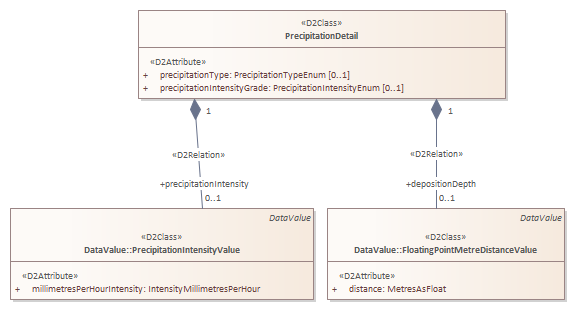 «D2Class»
PrecipitationDetail
«D2Attribute»
+ precipitationType: PrecipitationTypeEnum [0..1]
+ precipitationIntensityGrade: PrecipitationIntensityEnum [0..1]
1
1
«D2Relation»
«D2Relation»
+precipitationIntensity
+depositionDepth
0..1
0..1
DataValue
«D2Class»
DataValue::PrecipitationIntensityValue
«D2Attribute»
+ millimetresPerHourIntensity: IntensityMillimetresPerHour
DataValue
«D2Class»
DataValue::FloatingPointMetreDistanceValue
«D2Attribute»
+ distance: MetresAsFloat